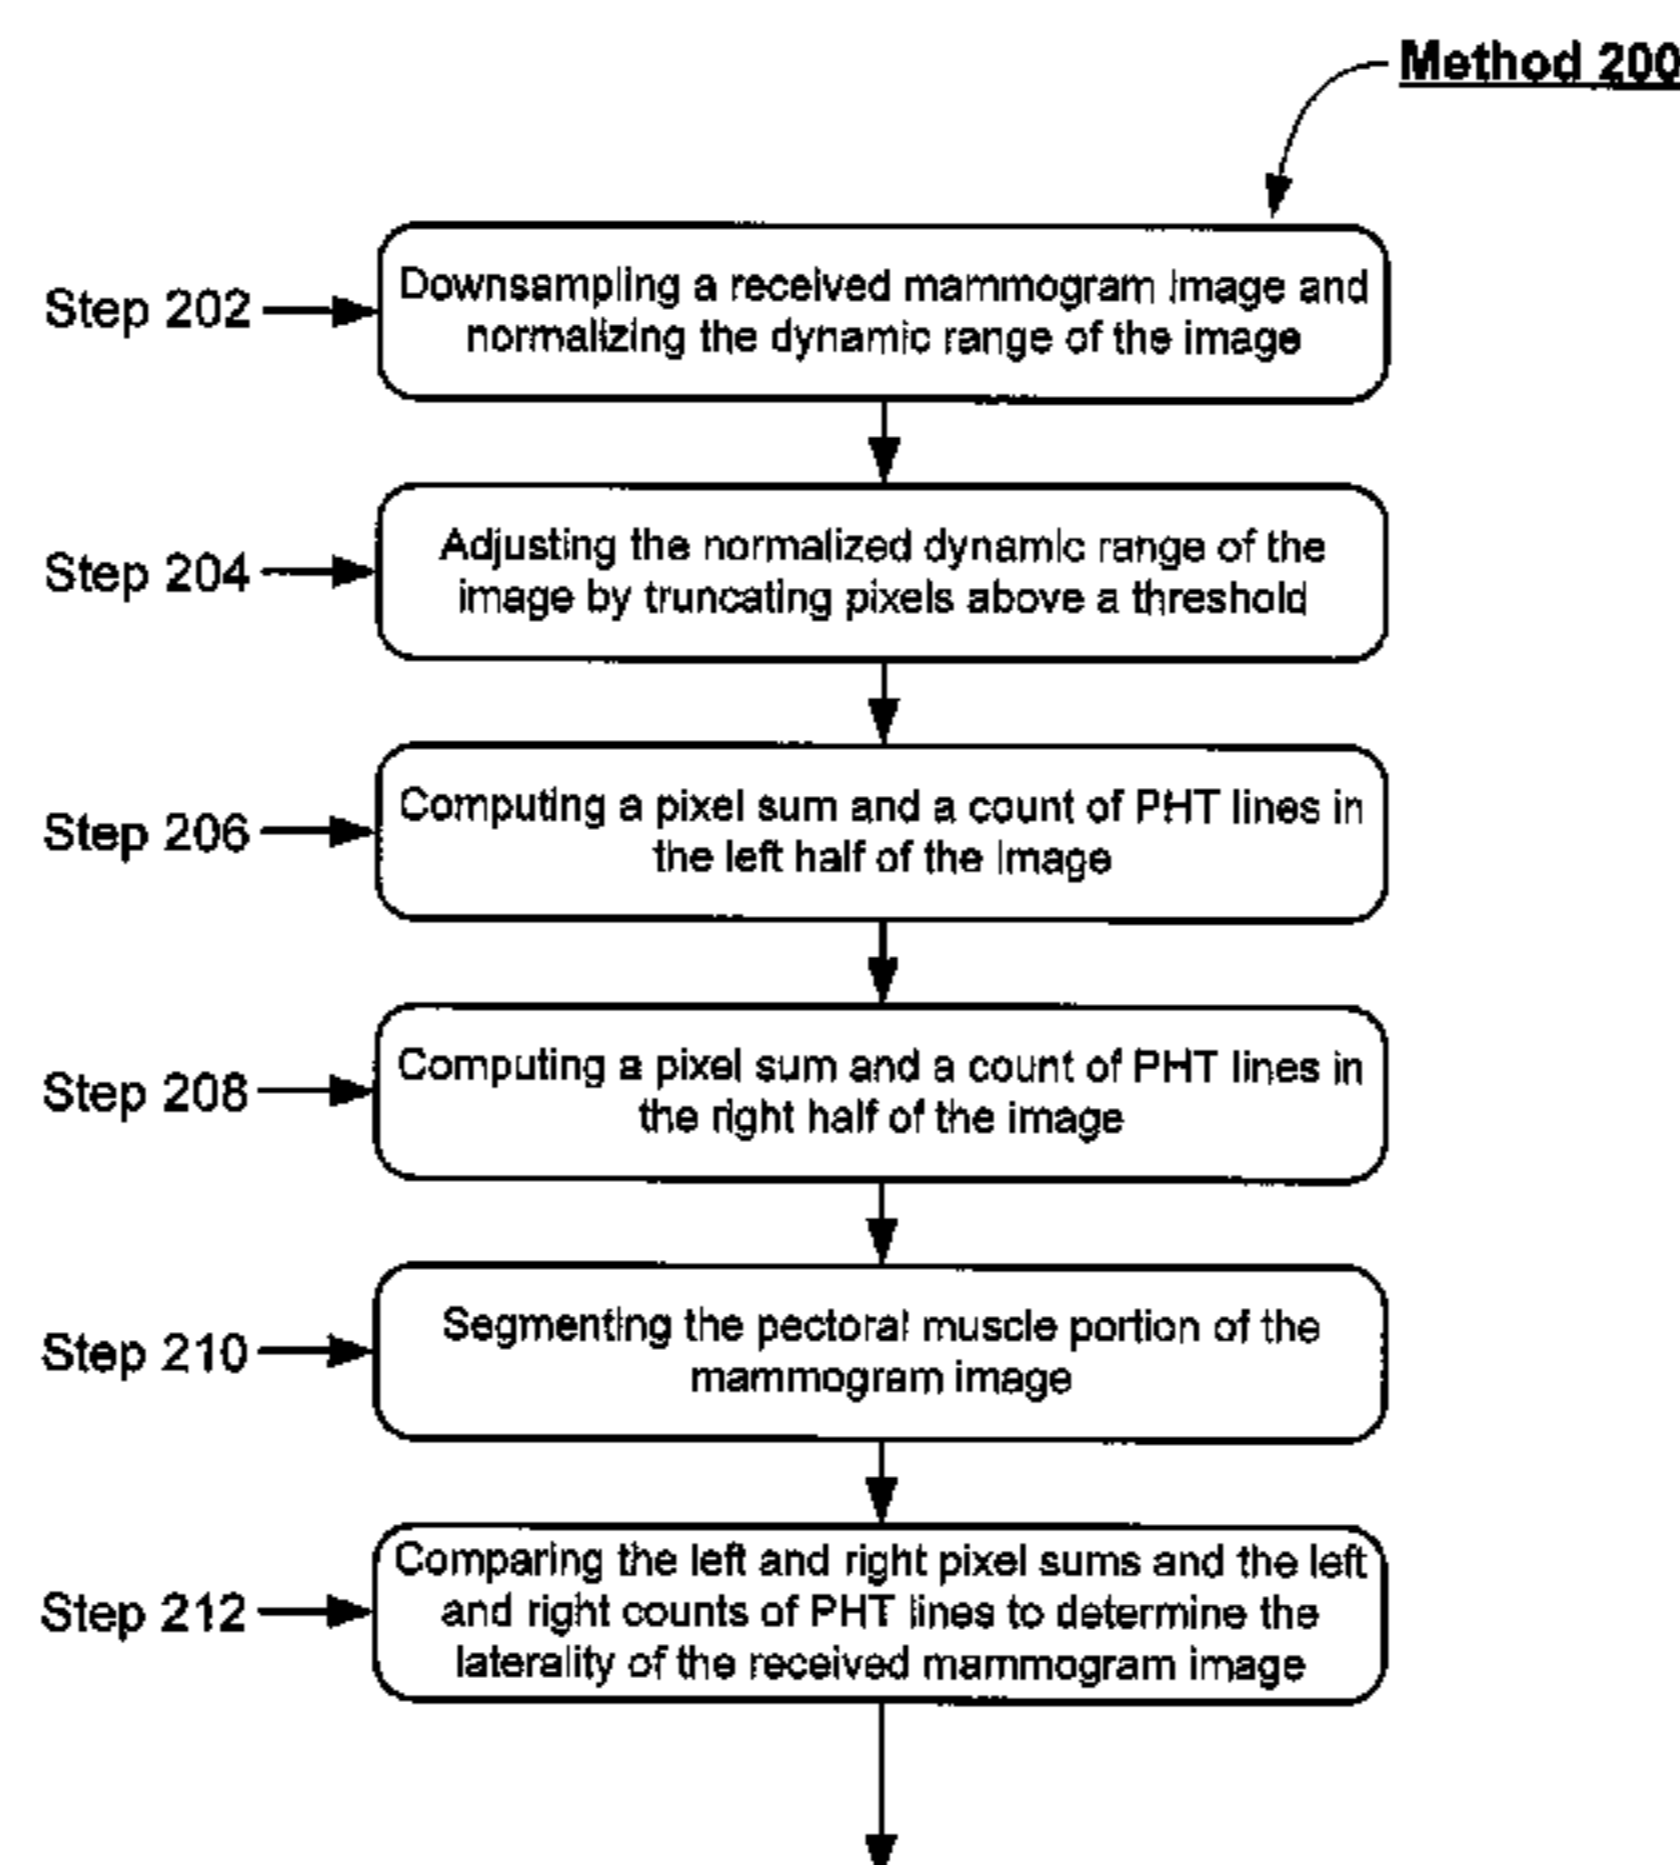 Method 200
Step 202
Downsampling a received mammogram image and
normalizing the dynamic range of the image
Step 204
Adjusting the normalized dynamic range of the
image by truncating pixels above a threshold
Step 206
Computing a pixel sum and a count of PHT lines in
the left half of the image
Step 208
Computing a pixel sum and a count of PHT lines in
the right half of the image
Step 210
Segmenting the pectoral muscle portion of the
mammogram image
Step 212
Comparing the left and right pixel sums and the left
and right counts of PHT lines to determine the
laterality of the received mammogram image